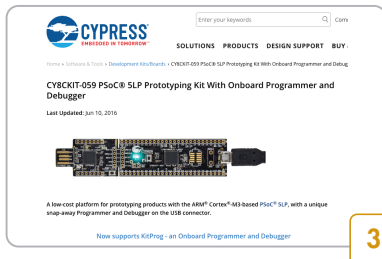 CYPRESS
EMBEDDED IN TOMORROW™
Enter your keywords
Com
SOLUTIONS PRODUCTS DESIGN SUPPORT BUY
Home » Software & Tools » Development Kits/Boards » CY8CKIT-059 PSoC® 5LP Prototyping Kit With Onboard Programmer and Debug
CY8CKIT-059 PSoC® 5LP Prototyping Kit With Onboard Programmer and
Debugger
Last Updated: Jun 10, 2016
A low-cost platform for prototyping products with the ARM® Cortex®-M3-based PSoC® 5LP, with a unique
snap-away Programmer and Debugger on the USB connector.
Now supports KitProg - an Onboard Programmer and Debugger
3